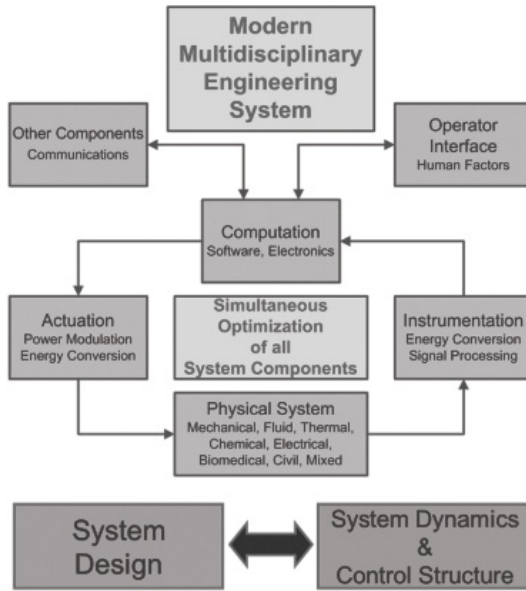 Modern
Multidisciplinary
Engineering
System
Other Components
Communications
Operator
Interface
Human Factors
Computation
Software, Electronics
Actuation
Power Modulation
Energy Conversion
Simultaneous
Optimization
of all
System Components
Instrumentation
Energy Conversion
Signal Processing
Physical System
Mechanical, Fluid, Thermal,
Chemical, Electrical,
Biomedical, Civil, Mixed
System
Design
System Dynamics
&
Control Structure